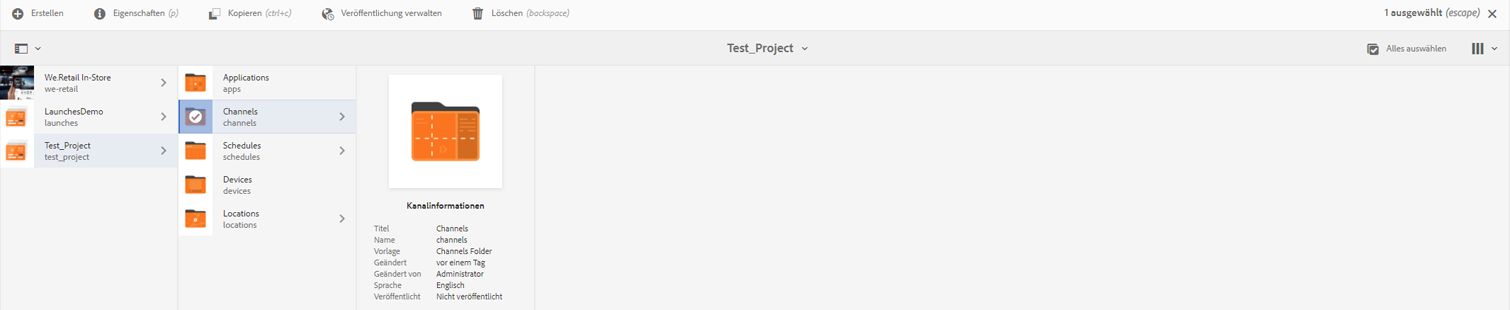 Erstellen Eigenschaften (p) Kopieren (ctrl+c) Veröffentlichung verwalten Löschen (backspace) 1 ausgewählt (escape)
Test_Project Alles auswählen
We.Retail In-Store
we-retail
LaunchesDemo
launches
Test_Project
test_project
Applications
apps
Channels
channels
Schedules
schedules
Devices
devices
Locations
locations
Kanalinformationen
Titel Channels
Name channels
Vorlage Channels Folder
Geändert vor einem Tag
Geändert von Administrator
Sprache Englisch
Veröffentlicht Nicht veröffentlicht